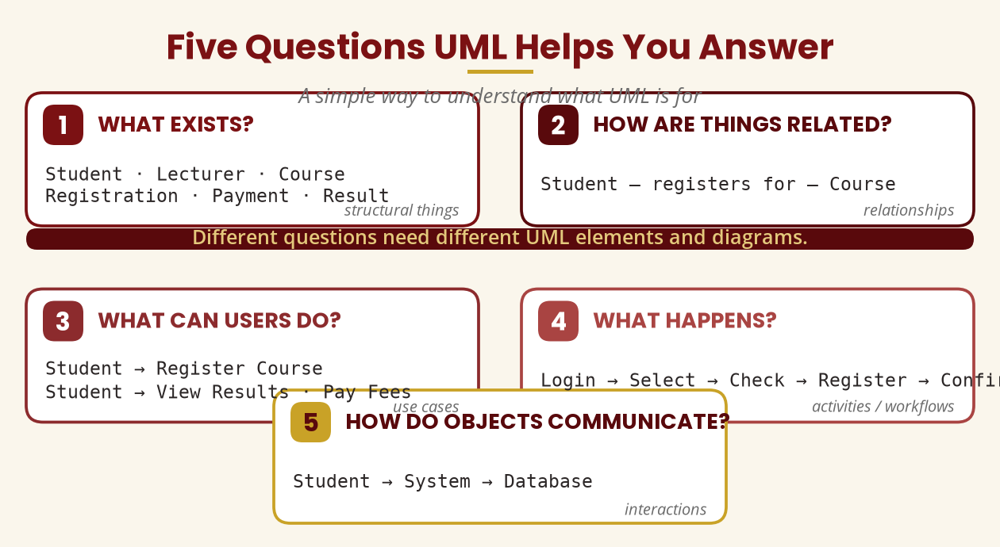 Five Questions UML Helps You Answer
A simple way to understand what UML is for
1 WHAT EXISTS?
Student · Lecturer · Course
Registration · Payment · Result
structural things
2 HOW ARE THINGS RELATED?
Student — registers for — Course
relationships
Different questions need different UML elements and diagrams.
3 WHAT CAN USERS DO?
Student → Register Course
Student → View Results · Pay Fees
use cases
4 WHAT HAPPENS?
Login → Select → Check → Register →
activities / workflows
5 HOW DO OBJECTS COMMUNICATE?
Student → System → Database
interactions